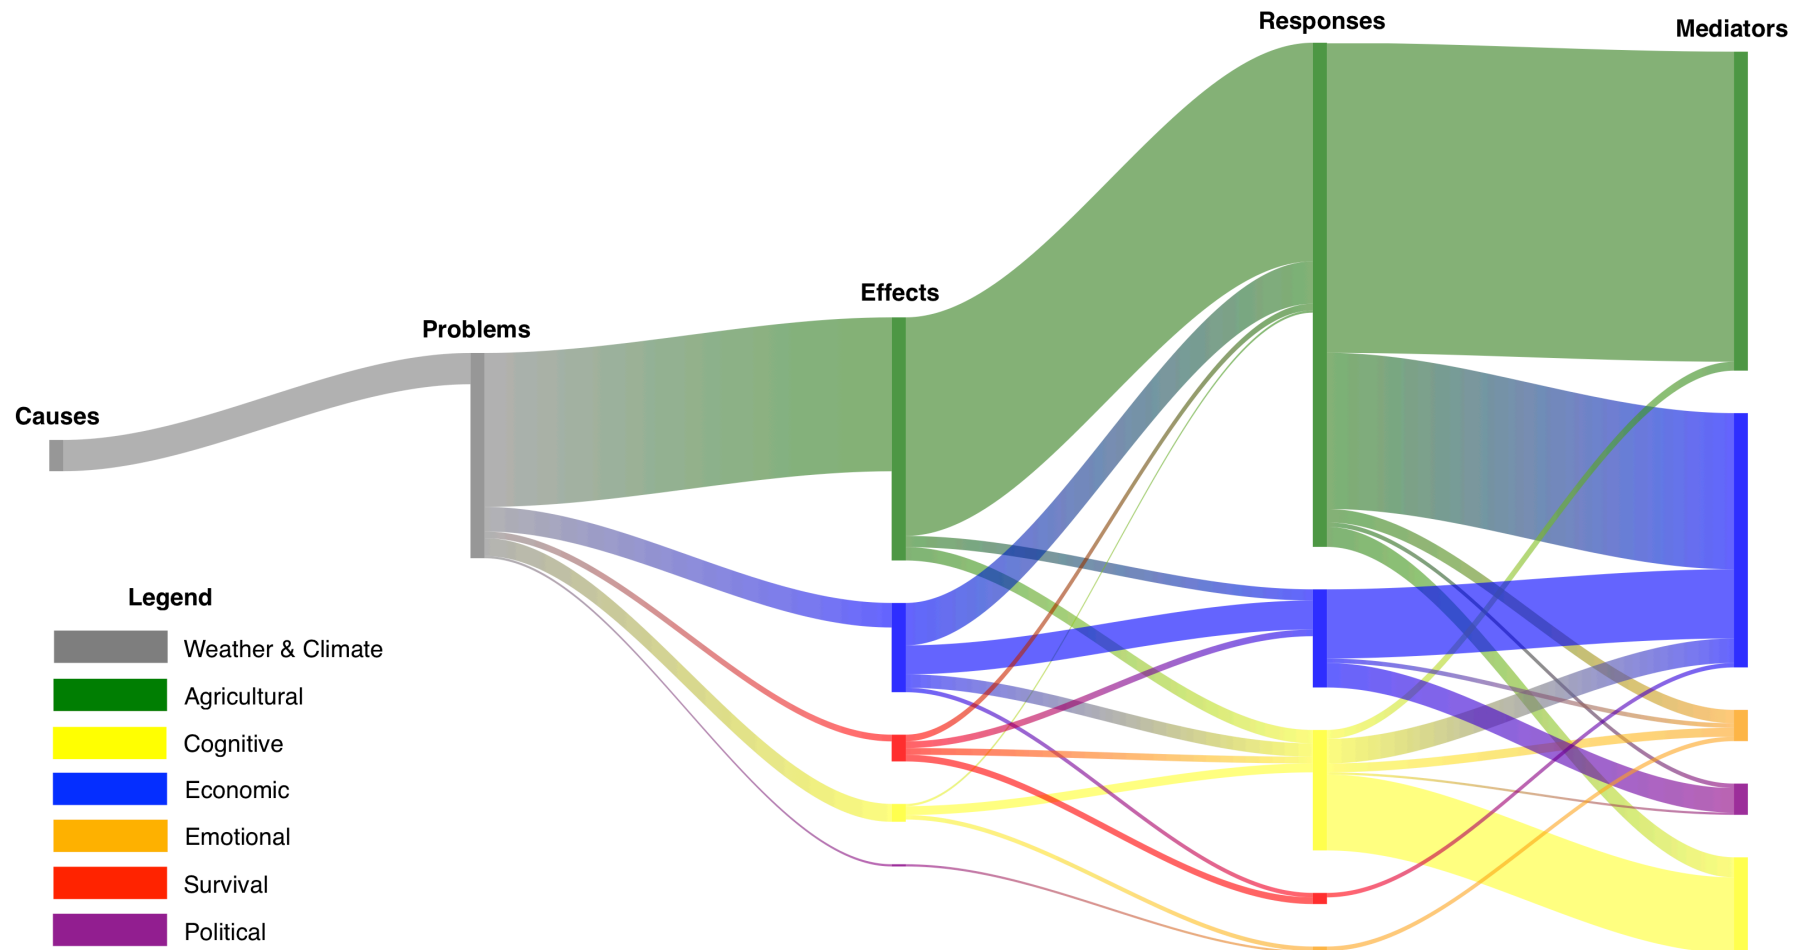 Causes
Problems
Effects
Responses
Mediators
Legend
Weather & Climate
Agricultural
Cognitive
Economic
Emotional
Survival
Political